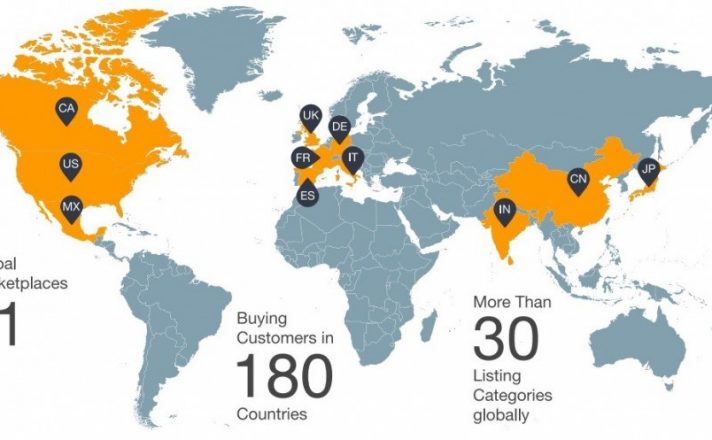 CA
US
MX
UK
DE
FR
IT
ES
CN
JP
IN
bal
ketplaces
1
Buying
Customers in
180
Countries
More Than
30
Listing
Categories
globally